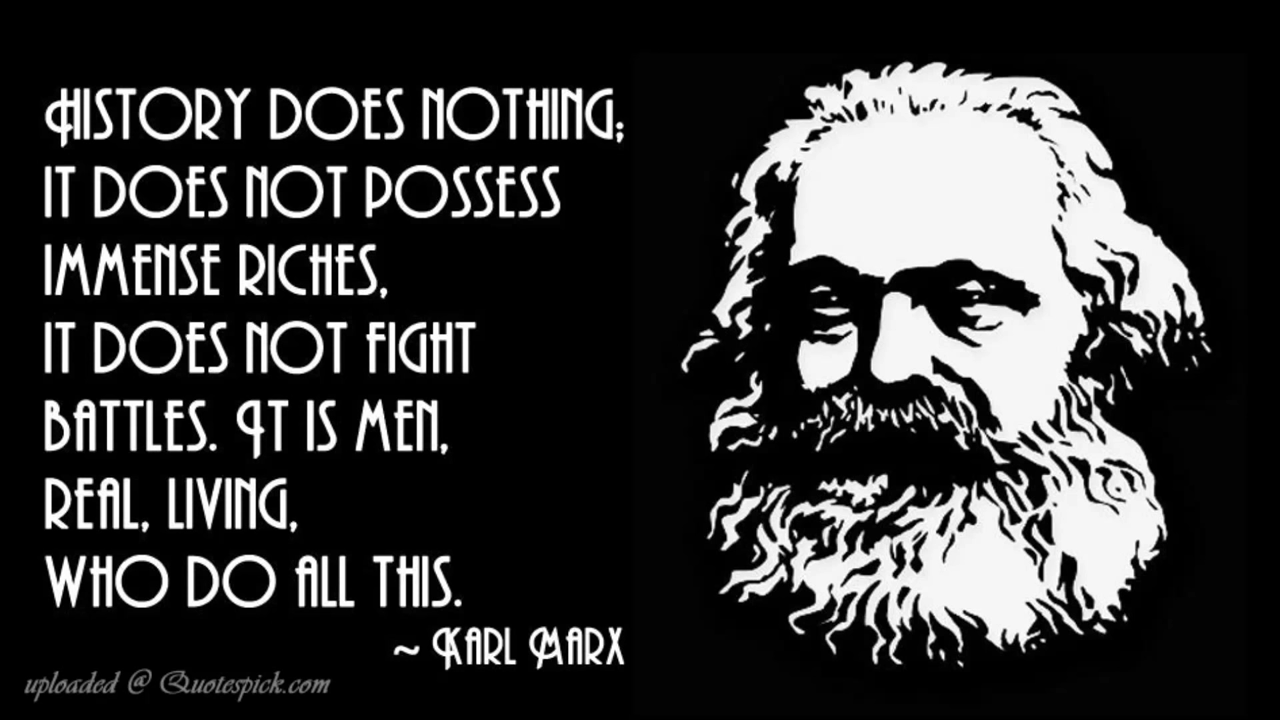 HISTORY DOES NOTHING;
IT DOES NOT POSSESS
IMMENSE RICHES,
IT DOES NOT FIGHT
BATTLES. IT IS MEN,
REAL, LIVING,
WHO DO ALL THIS.
~ KARL MARX
uploaded @ Quotespick.com